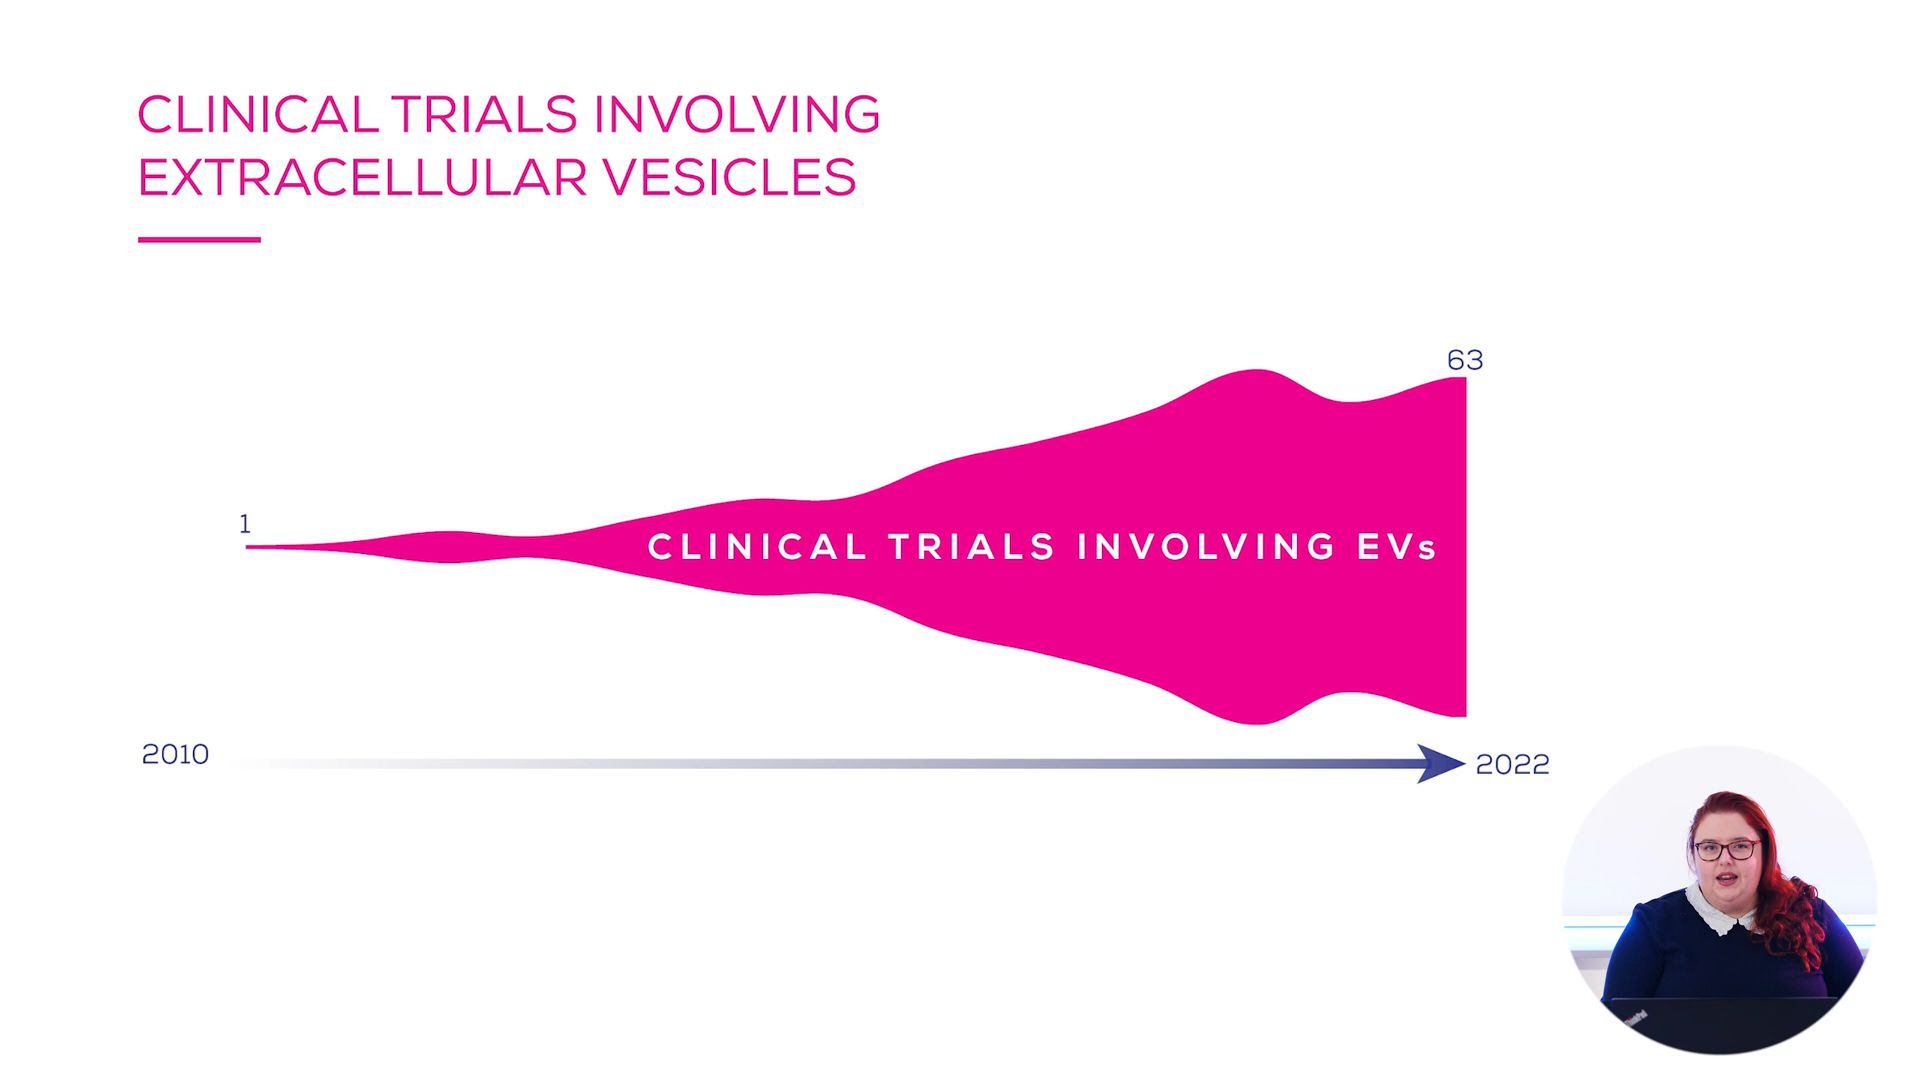 CLINICAL TRIALS INVOLVING
EXTRACELLULAR VESICLES
63
1
CLINICAL TRIALS INVOLVING EVs
2010
2022